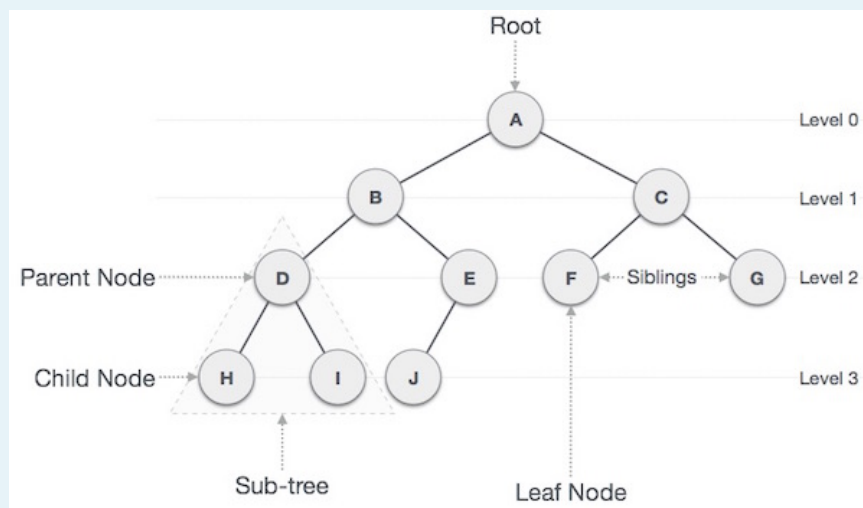 Root
A
Level 0
B
C
Level 1
Parent Node
D
E
F
Siblings
G
Level 2
Child Node
H
I
J
Level 3
Sub-tree
Leaf Node